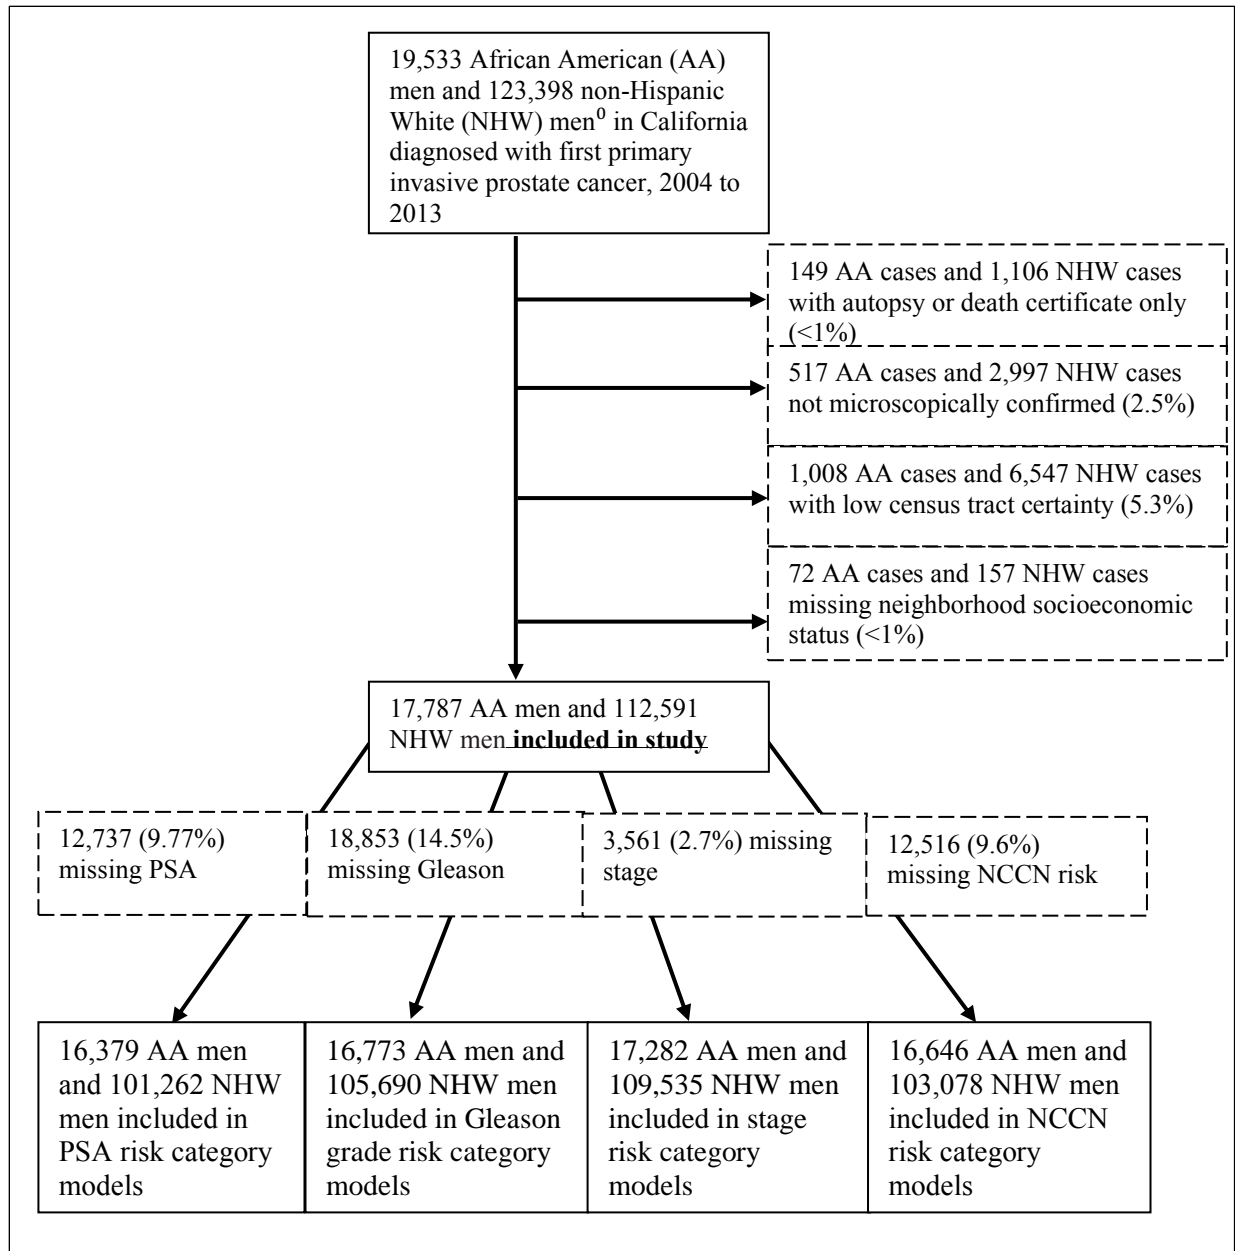 19,533 African American (AA)
men and 123,398 non-Hispanic
White (NHW) men⁰ in California
diagnosed with first primary
invasive prostate cancer, 2004 to
2013
149 AA cases and 1,106 NHW cases
with autopsy or death certificate only
(<1%)
517 AA cases and 2,997 NHW cases
not microscopically confirmed (2.5%)
1,008 AA cases and 6,547 NHW cases
with low census tract certainty (5.3%)
72 AA cases and 157 NHW cases
missing neighborhood socioeconomic
status (<1%)
17,787 AA men and 112,591
NHW men included in study
12,737 (9.77%)
missing PSA
18,853 (14.5%)
missing Gleason
3,561 (2.7%) missing
stage
12,516 (9.6%)
missing NCCN risk
16,379 AA men
and 101,262 NHW
men included in
PSA risk category
models
16,773 AA men and
105,690 NHW men
included in Gleason
grade risk category
models
17,282 AA men and
109,535 NHW men
included in stage
risk category
models
16,646 AA men and
103,078 NHW men
included in NCCN
risk category
models